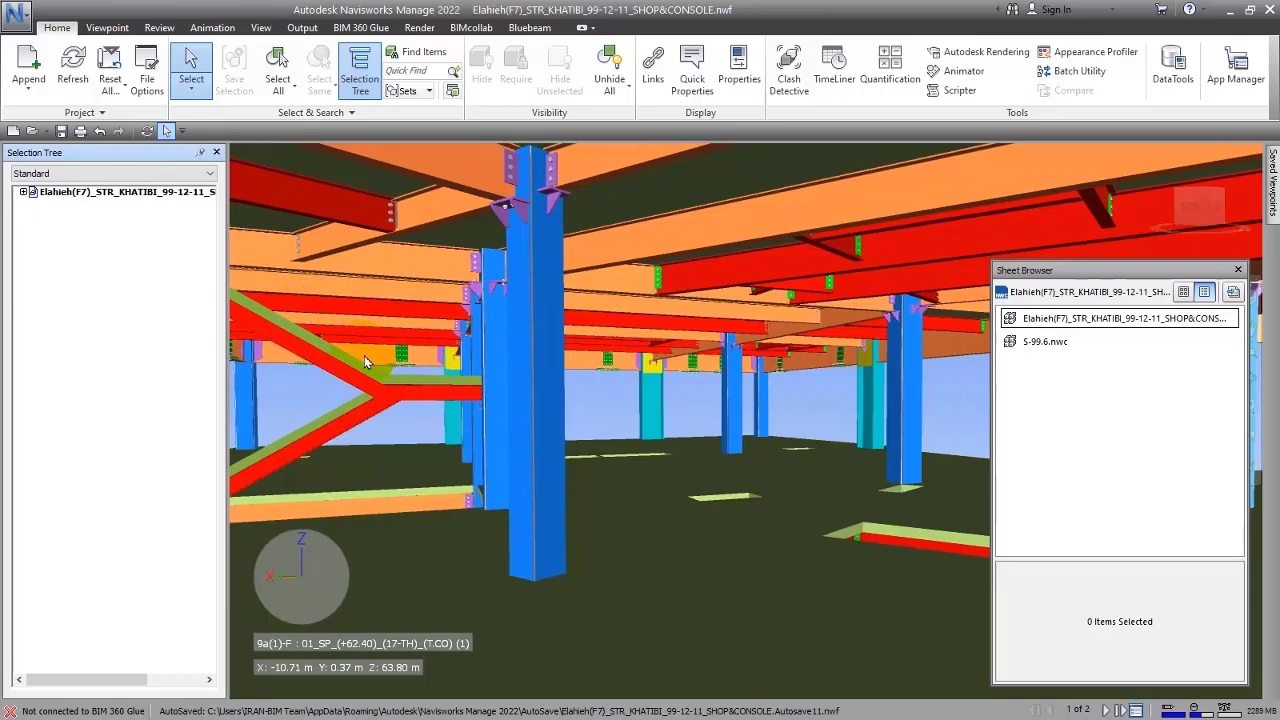 Autodesk Navisworks Manage 2022 Elahieh(F7)_STR_KHATIBI_99-12-11_SHOP&CONSOLE.nwf
Sign In
Home Viewpoint Review Animation View Output BIM 360 Glue Render BIMcollab Bluebeam
Append
Refresh
Reset All...
File Options
Project
Select
Save Selection
Select All
Select Same
Selection Tree
Find Items
Quick Find
Sets
Select & Search
Hide
Require
Hide Unselected
Unhide All
Visibility
Links
Quick Properties
Properties
Display
Clash Detective
TimeLiner
Quantification
Autodesk Rendering
Animator
Scripter
Appearance Profiler
Batch Utility
Compare
Tools
DataTools
App Manager
Selection Tree
Standard
Elahieh(F7)_STR_KHATIBI_99-12-11_S
Saved Viewpoints
Sheet Browser
Elahieh(F7)_STR_KHATIBI_99-12-11_SH...
Elahieh(F7)_STR_KHATIBI_99-12-11_SHOP&CONS...
S-99.6.nwc
0 Items Selected
Z
X
9a(1)-F : 01_SP_(+62.40)_(17-TH)_(T.CO) (1)
X: -10.71 m Y: 0.37 m Z: 63.80 m
Not connected to BIM 360 Glue
AutoSaved: C:\Users\IRAN-BIM Team\AppData\Roaming\Autodesk\Navisworks Manage 2022\AutoSave\Elahieh(F7)_STR_KHATIBI_99-12-11_SHOP&CONSOLE.Autosave11.nwf
1 of 2
2289 MB